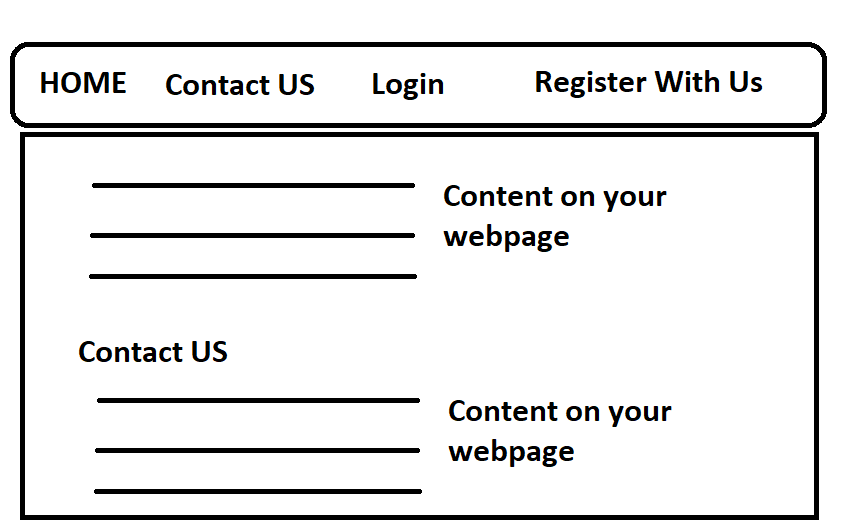 HOME Contact US Login Register With Us
Content on your
webpage
Contact US
Content on your
webpage